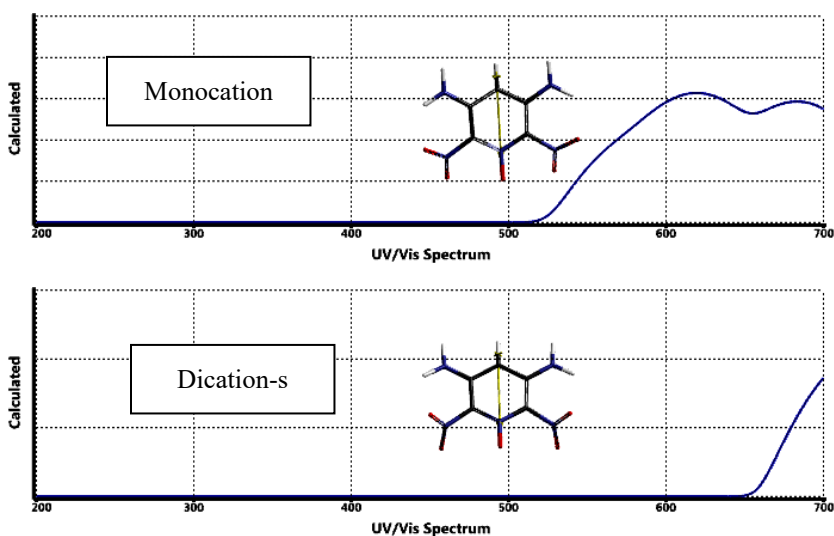 Monocation
Calculated
200 300 400 500 600 700
UV/Vis Spectrum
Dication-s
Calculated
200 300 400 500 600 700
UV/Vis Spectrum